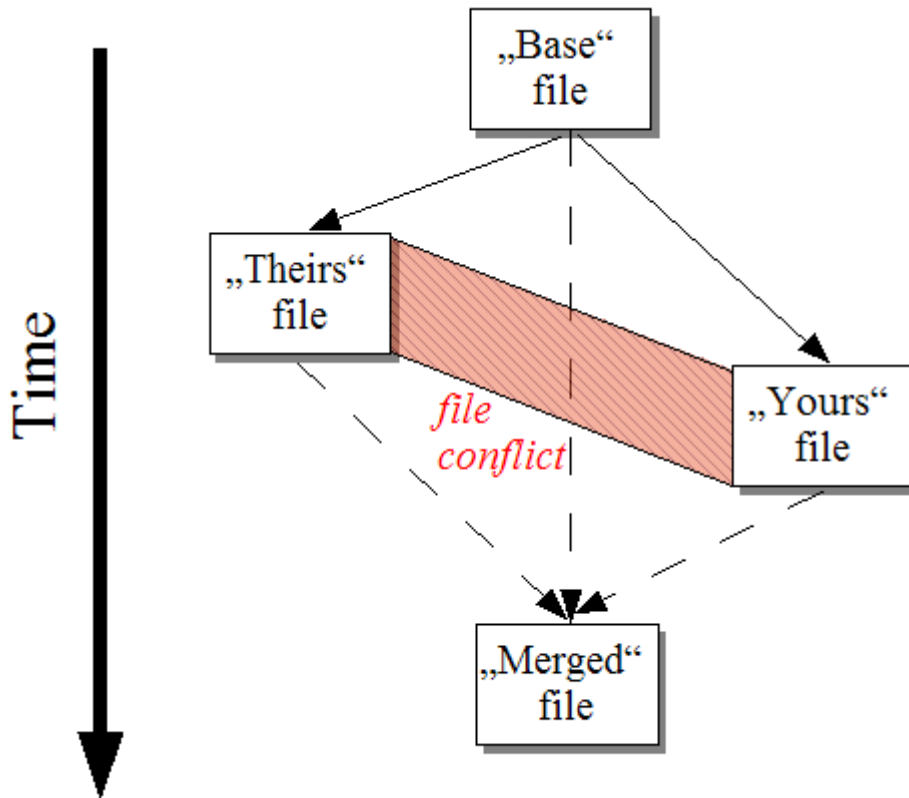 „Base“
file
„Theirs“
file
Time
„Yours“
file
file
conflict
„Merged“
file